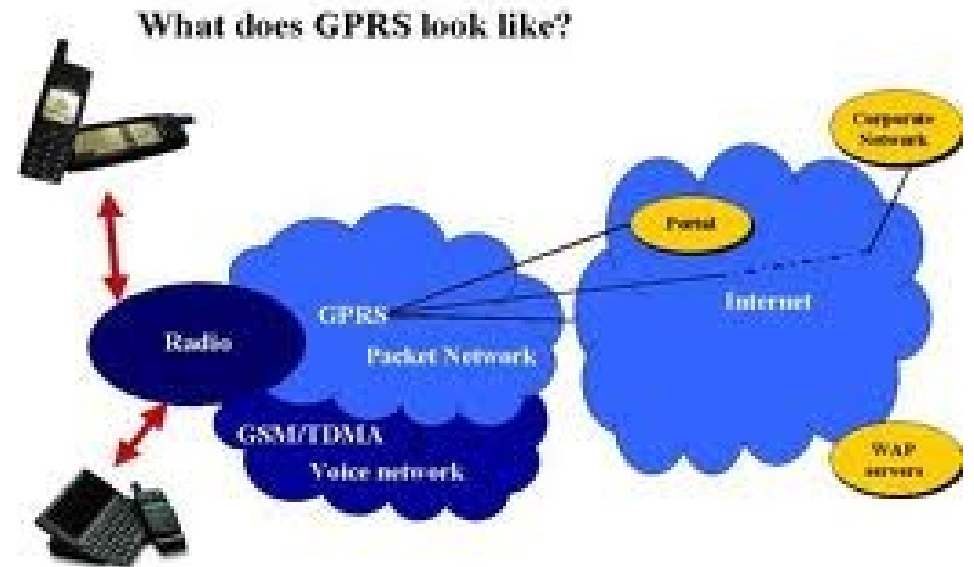 What does GPRS look like?
Corporate
Network
Portal
Internet
GPRS
Radio
Packet Network
GSM/TDMA
Voice network
WAP
servers